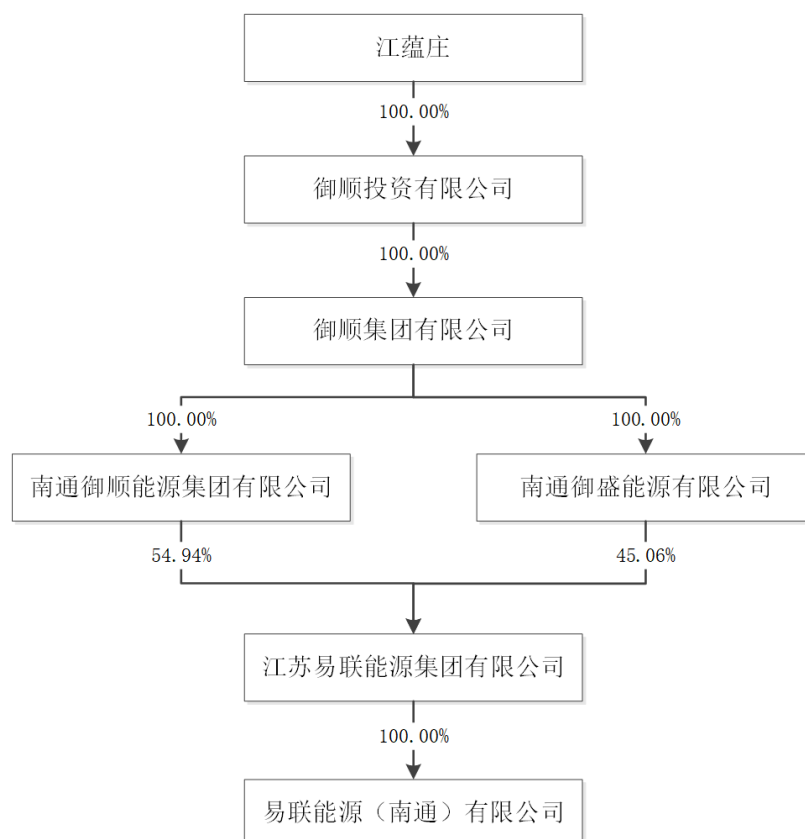 江蕴庄
100.00%
御顺投资有限公司
100.00%
御顺集团有限公司
100.00%
100.00%
南通御顺能源集团有限公司
南通御盛能源有限公司
54.94%
45.06%
江苏易联能源集团有限公司
100.00%
易联能源（南通）有限公司